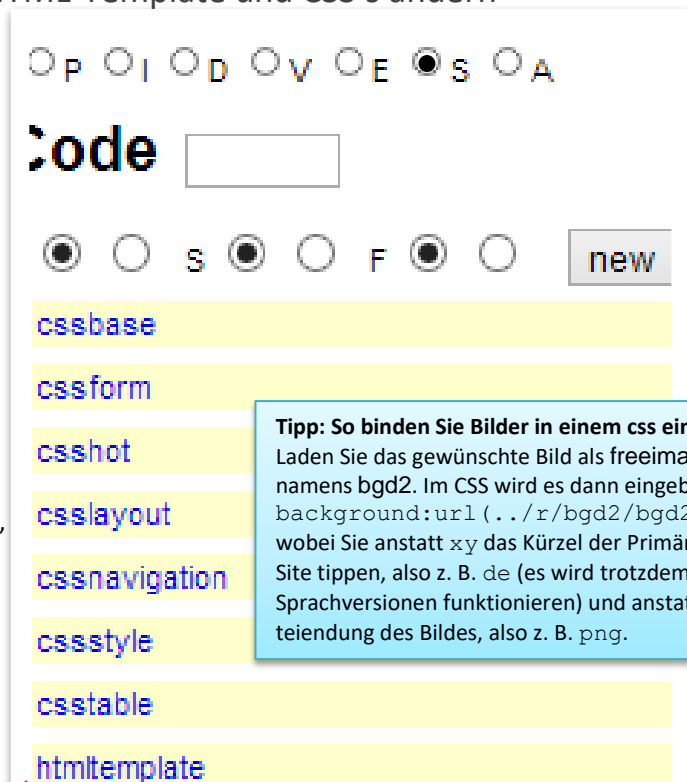 HTML-Template und CSS's ändern
P I D V E S A
Code
S F new
cssbase
cssform
csshot
csslayout
cssnavigation
cssstyle
csstable
htmltemplate
Tipp: So binden Sie Bilder in einem css ein
Laden Sie das gewünschte Bild als freeima
namens bgd2. Im CSS wird es dann eingeb
background:url(../r/bgd2/bgd2
wobei Sie anstatt xy das Kürzel der Primär
Site tippen, also z. B. de (es wird trotzdem
Sprachversionen funktionieren) und anstat
teiendung des Bildes, also z. B. png.
,